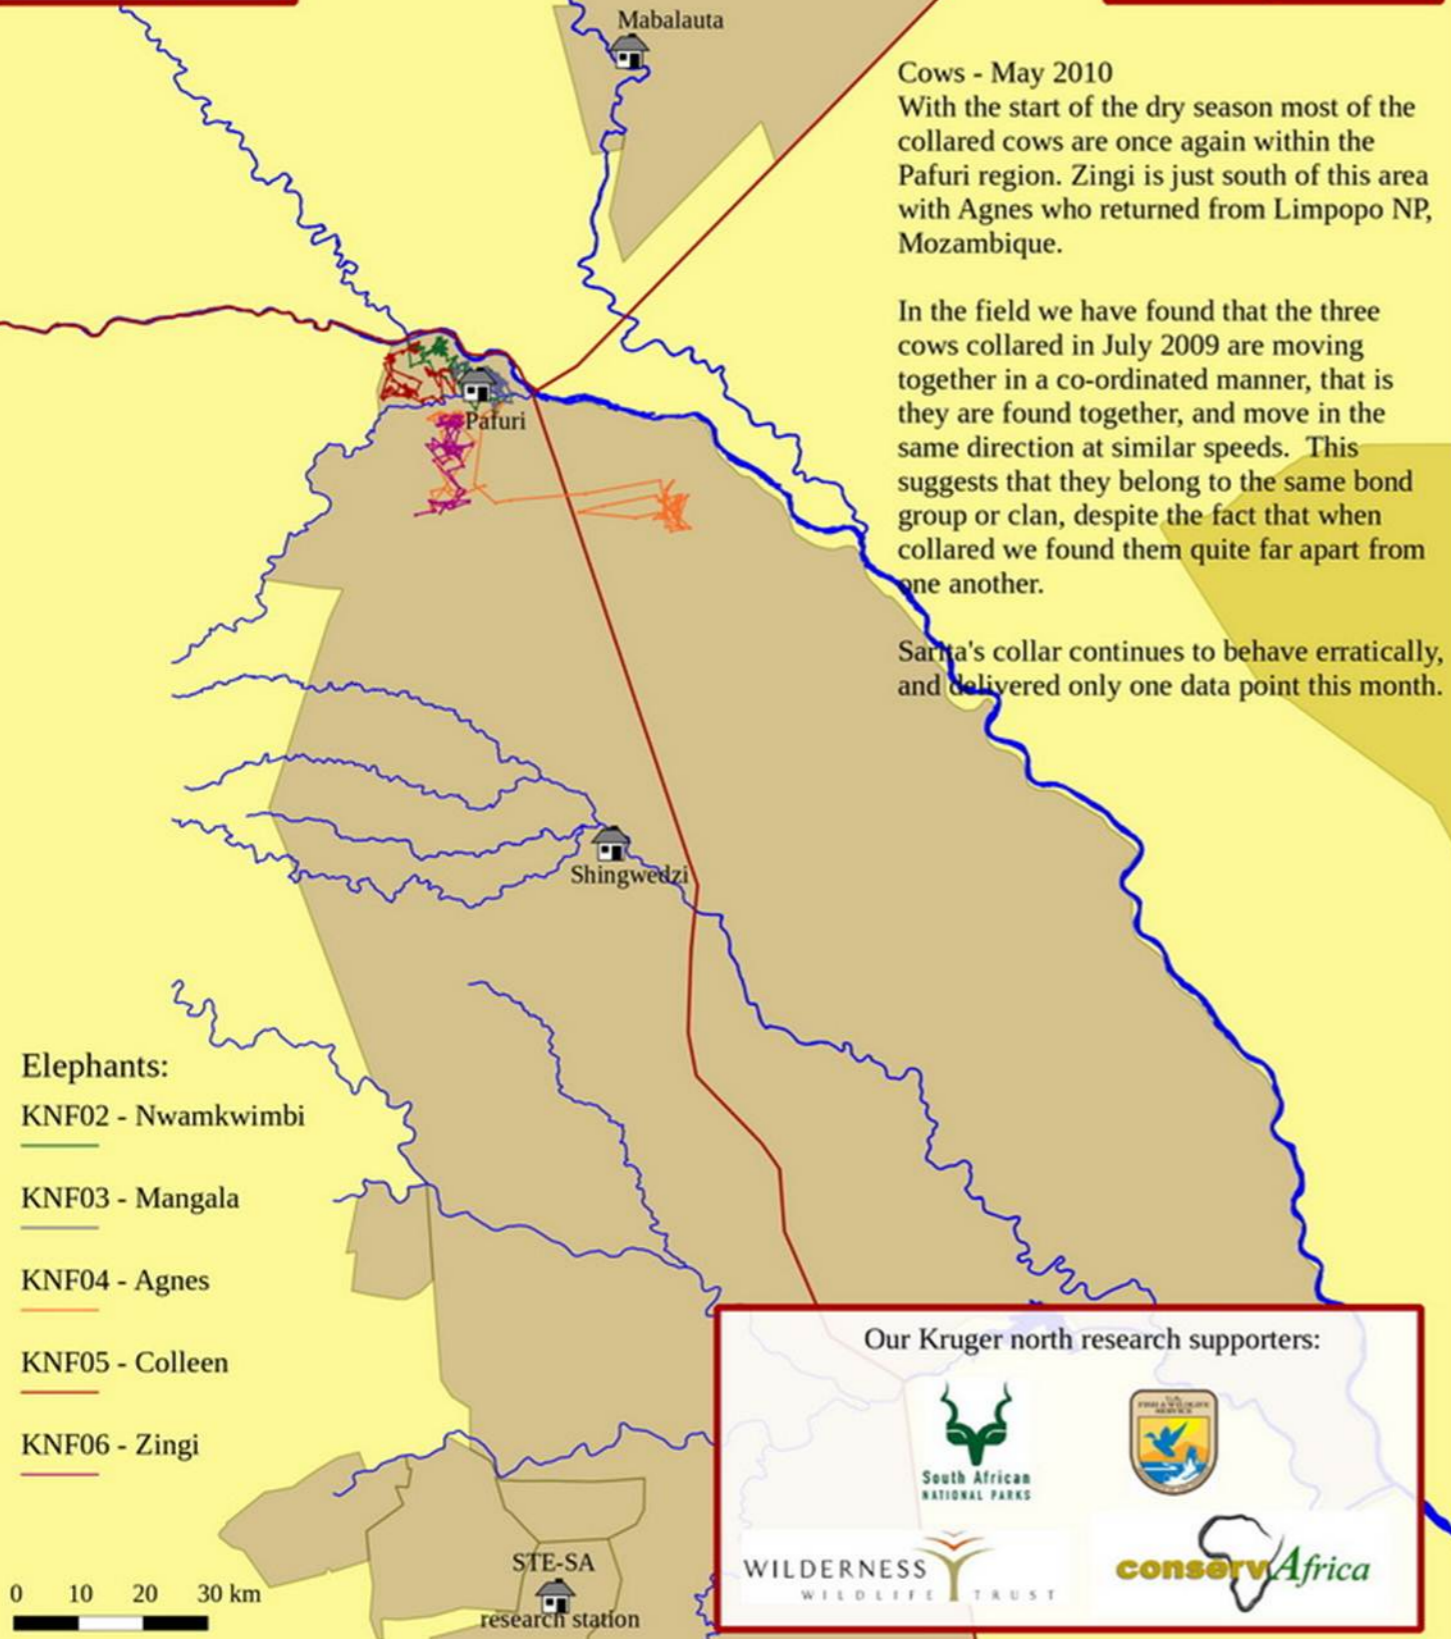 Mabalauta
Cows - May 2010
With the start of the dry season most of the
collared cows are once again within the
Pafuri region. Zingi is just south of this area
with Agnes who returned from Limpopo NP,
Mozambique.
In the field we have found that the three
cows collared in July 2009 are moving
together in a co-ordinated manner, that is
they are found together, and move in the
same direction at similar speeds. This
suggests that they belong to the same bond
group or clan, despite the fact that when
collared we found them quite far apart from
one another.
Sarita's collar continues to behave erratically,
and delivered only one data point this month.
Pafuri
Shingwedzi
Elephants:
KNF02 - Nwamkwimbi
KNF03 - Mangala
KNF04 - Agnes
KNF05 - Colleen
KNF06 - Zingi
0 10 20 30 km
STE-SA
research station
Our Kruger north research supporters:
South African
NATIONAL PARKS
FISH & WILDLIFE
SERVICE
WILDERNESS
WILDLIFE TRUST
conservAfrica